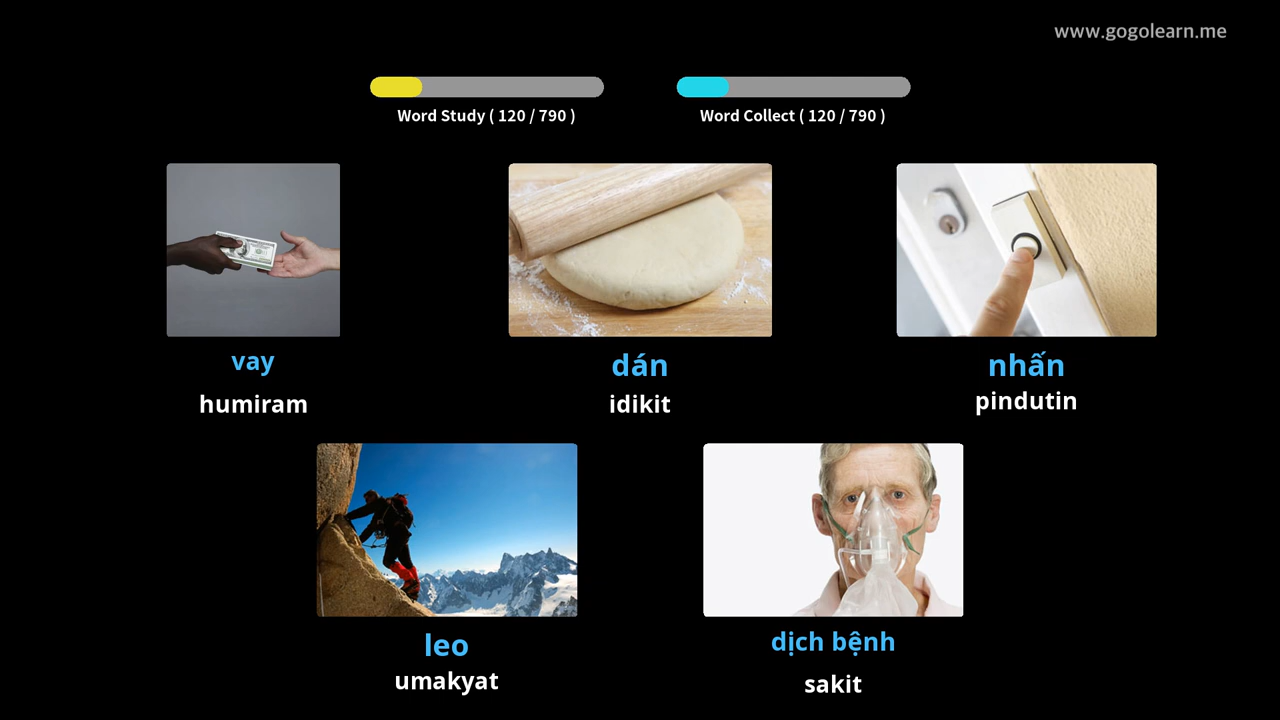 www.gogolearn.me
Word Study ( 120 / 790 )
Word Collect ( 120 / 790 )
vay
humiram
dán
idikit
nhấn
pindutin
leo
umakyat
dịch bệnh
sakit